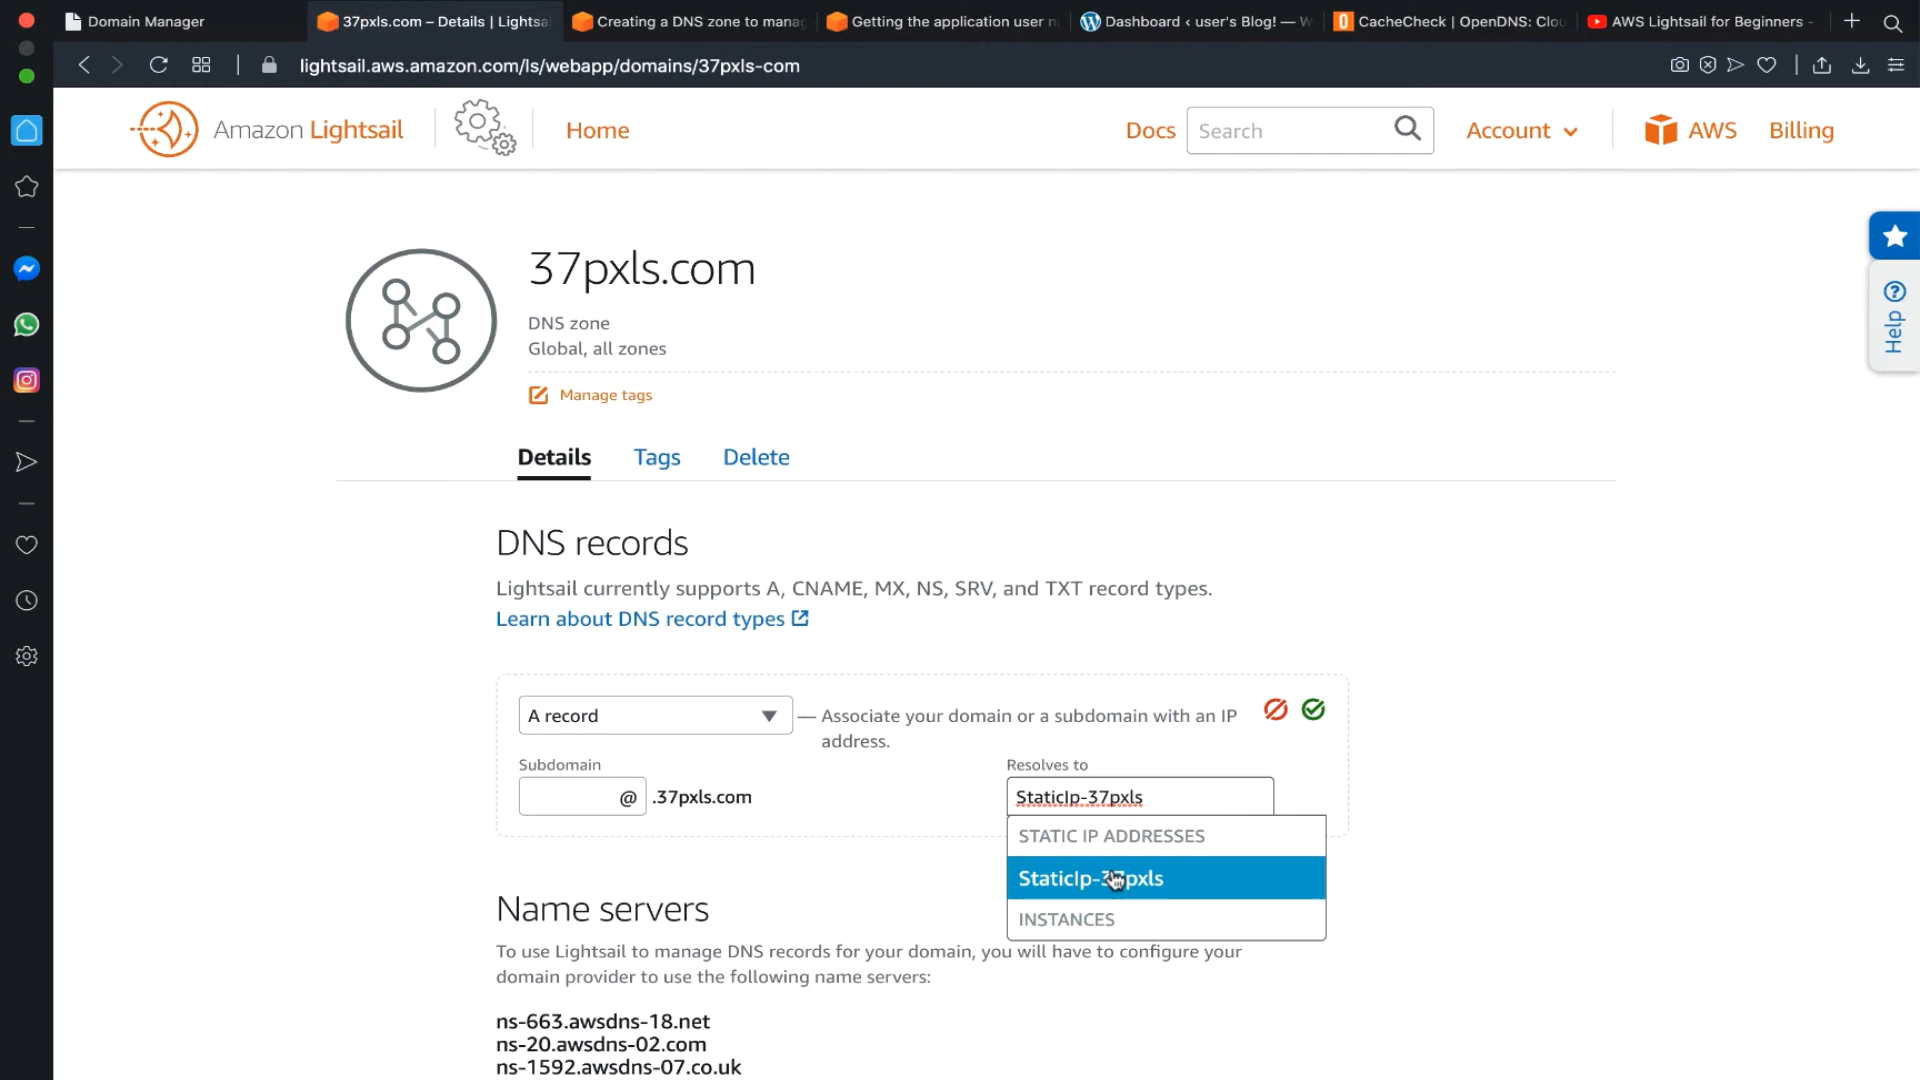 Domain Manager
37pxls.com – Details | Lightsa
Creating a DNS zone to mana
Getting the application user n
Dashboard ‹ user's Blog! — W
CacheCheck | OpenDNS: Clou
AWS Lightsail for Beginners -
lightsail.aws.amazon.com/ls/webapp/domains/37pxls-com
Amazon Lightsail
Home
Docs
Search
Account
AWS
Billing
Help
37pxls.com
DNS zone
Global, all zones
Manage tags
Details
Tags
Delete
DNS records
Lightsail currently supports A, CNAME, MX, NS, SRV, and TXT record types.
Learn about DNS record types
A record
— Associate your domain or a subdomain with an IP
address.
Subdomain
@ .37pxls.com
Resolves to
StaticIp-37pxls
STATIC IP ADDRESSES
StaticIp-37pxls
INSTANCES
Name servers
To use Lightsail to manage DNS records for your domain, you will have to configure your
domain provider to use the following name servers:
ns-663.awsdns-18.net
ns-20.awsdns-02.com
ns-1592.awsdns-07.co.uk